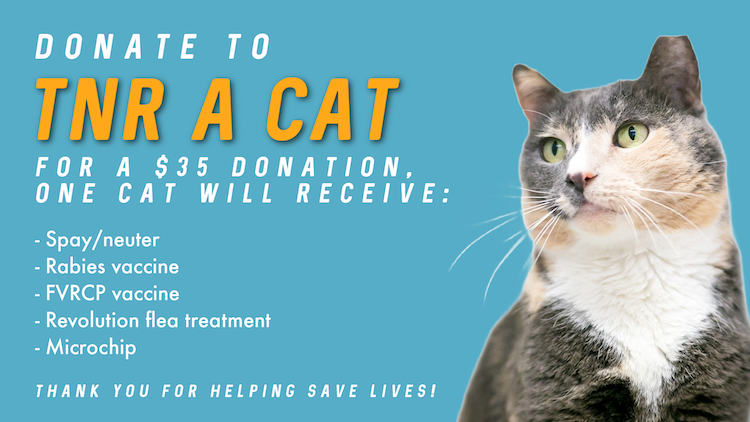 DONATE TO
TNR A CAT
FOR A $35 DONATION,
ONE CAT WILL RECEIVE:
- Spay/neuter
- Rabies vaccine
- FVRCP vaccine
- Revolution flea treatment
- Microchip
THANK YOU FOR HELPING SAVE LIVES!